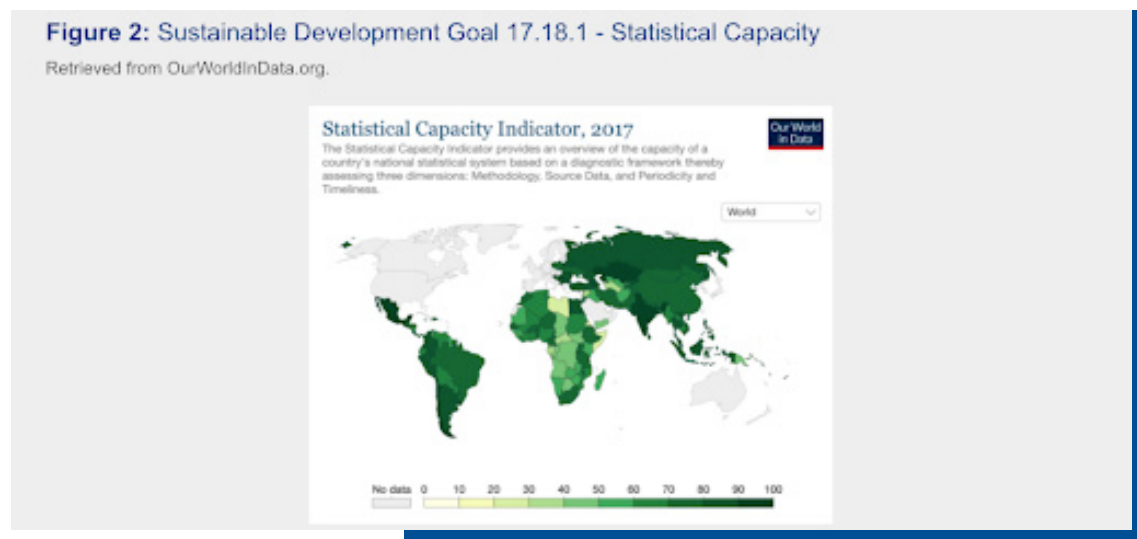 Figure 2: Sustainable Development Goal 17.18.1 - Statistical Capacity
Retrieved from OurWorldInData.org.
Statistical Capacity Indicator, 2017
Our World
in Data
The Statistical Capacity Indicator provides an overview of the capacity of a
country's national statistical system based on a diagnostic framework thereby
assessing three dimensions: Methodology, Source Data, and Periodicity and
Timeliness.
World
No data 0 10 20 30 40 50 60 70 80 90 100